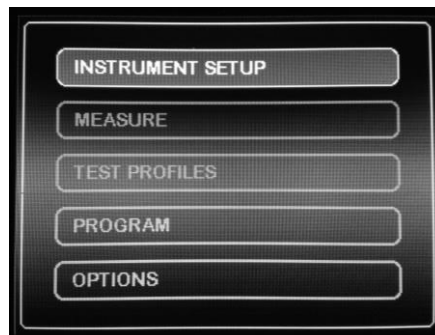 INSTRUMENT SETUP
MEASURE
TEST PROFILES
PROGRAM
OPTIONS